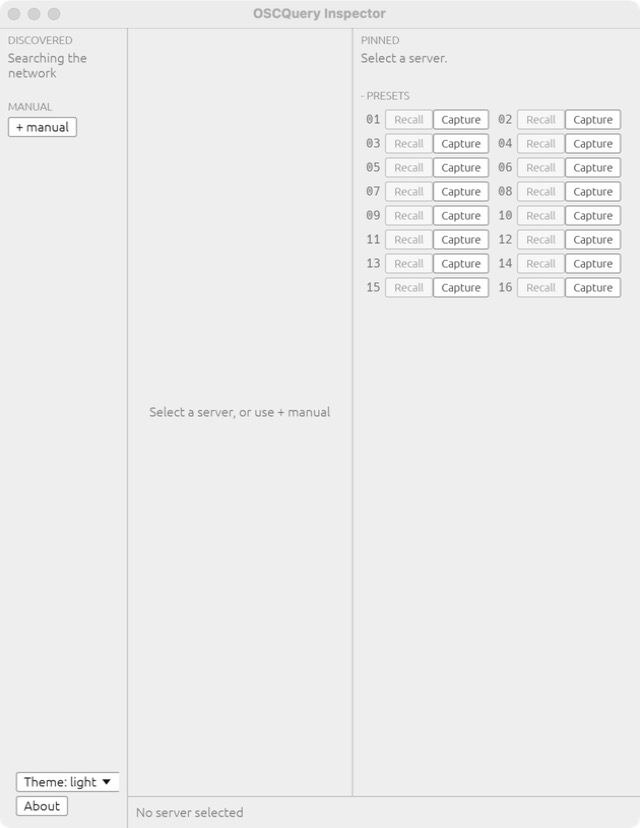 OSCQuery Inspector
DISCOVERED
Searching the
network
MANUAL
+ manual
Select a server, or use + manual
PINNED
Select a server.
- PRESETS
01 Recall Capture 02 Recall Capture
03 Recall Capture 04 Recall Capture
05 Recall Capture 06 Recall Capture
07 Recall Capture 08 Recall Capture
09 Recall Capture 10 Recall Capture
11 Recall Capture 12 Recall Capture
13 Recall Capture 14 Recall Capture
15 Recall Capture 16 Recall Capture
Theme: light
About
No server selected